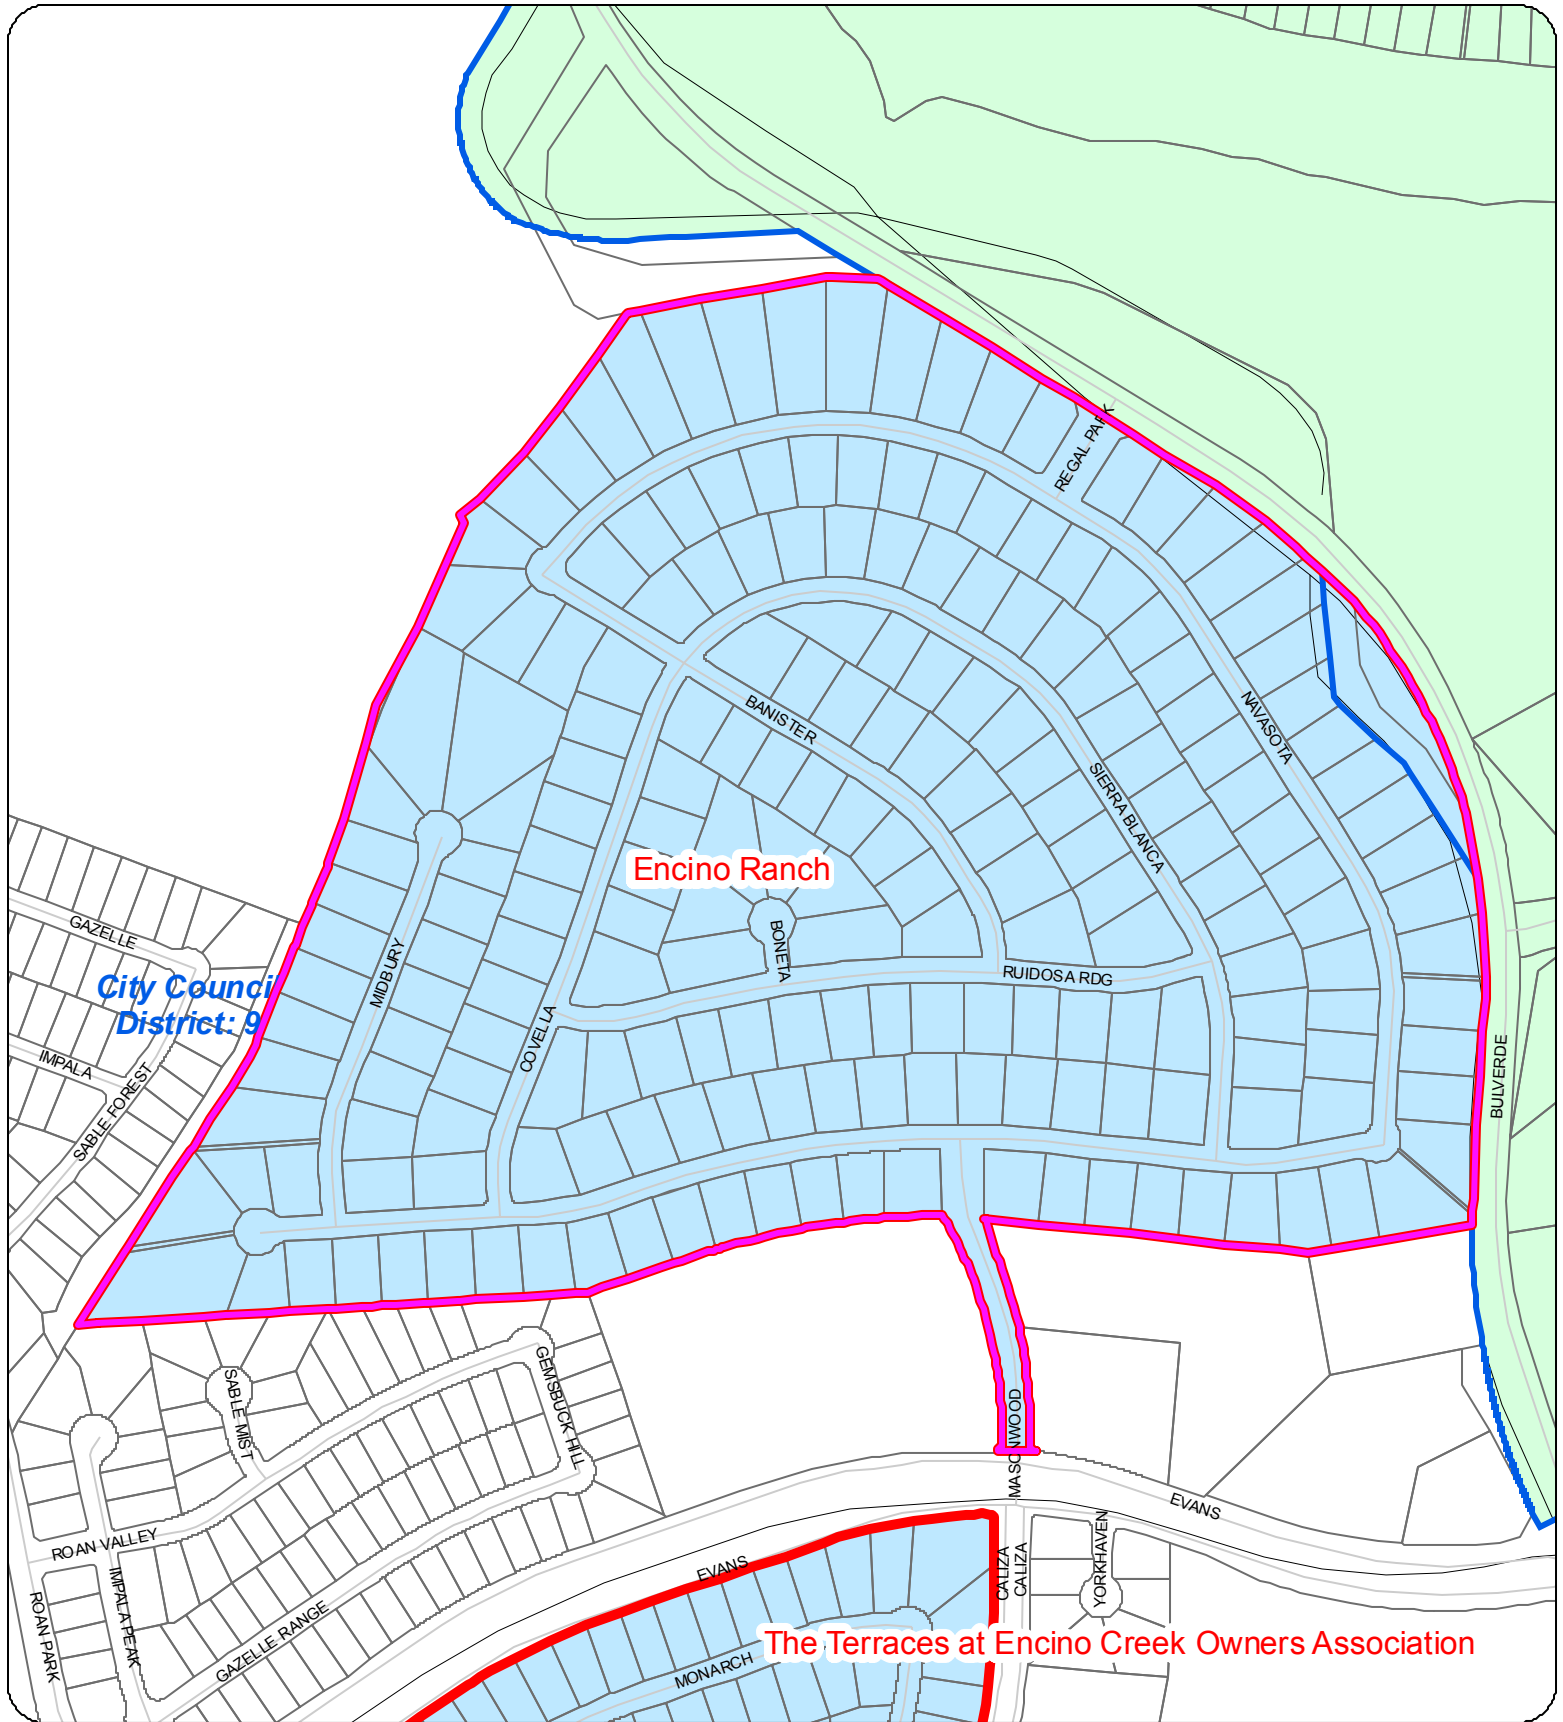 REGAL PARK
NAVASOTA
BANISTER
SIERRA BLANCA
Encino Ranch
GAZELLE
MIDBURY
BONETA
RUIDOSA RDG
City Council
District: 9
COVELLA
IMPALA
SABLE FOREST
BULVERDE
GEMSBUCK HILL
SABLE MIST
MASONWOOD
EVANS
ROAN VALLEY
EVANS
CALIZA
CALIZA
YORKHAVEN
IMPALA PEAK
ROAN PARK
GAZELLE RANGE
The Terraces at Encino Creek Owners Association
MONARCH